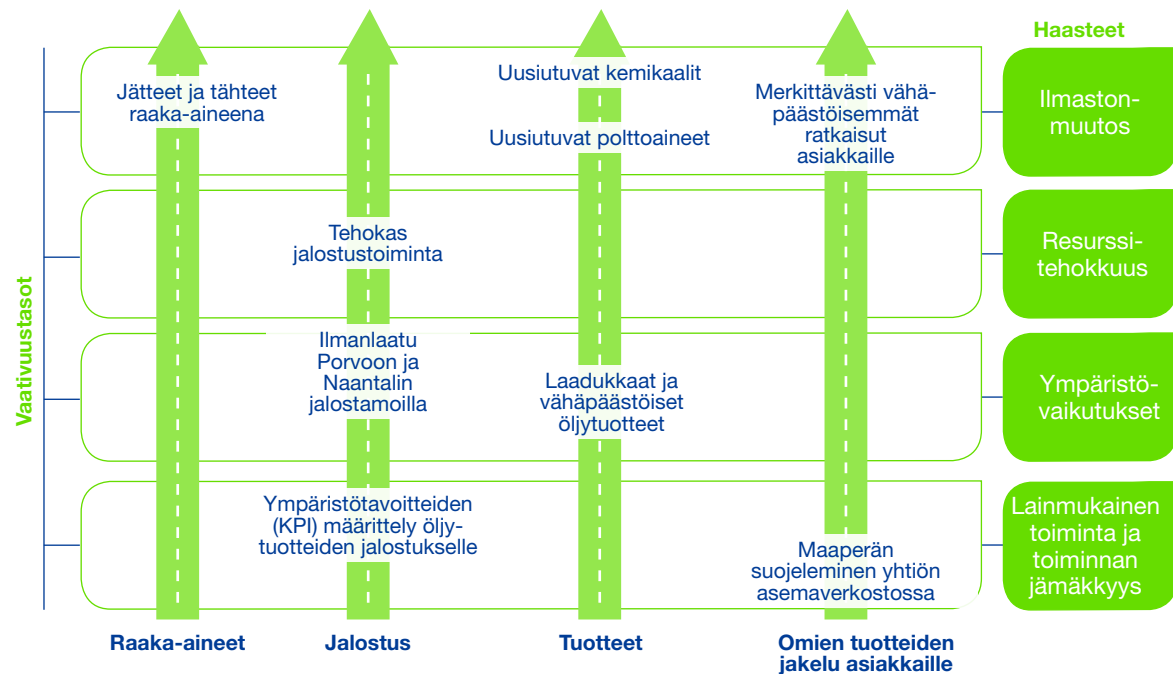 Haasteet
Jätteet ja tähteet
raaka-aineena
Uusiutuvat kemikaalit
Uusiutuvat polttoaineet
Merkittävästi vähä-
päästöisemmät
ratkaisut
asiakkaille
Ilmaston-
muutos
Tehokas
jalostustoiminta
Resurssi-
tehokkuus
Vaativuustasot
Ilmanlaatu
Porvoon ja
Naantalin
jalostamoilla
Laadukkaat ja
vähäpäästöiset
öljytuotteet
Ympäristö-
vaikutukset
Ympäristötavoitteiden
(KPI) määrittely öljy-
tuotteiden jalostukselle
Maaperän
suojeleminen yhtiön
asemaverkostossa
Lainmukainen
toiminta ja
toiminnan
jämäkkyys
Raaka-aineet
Jalostus
Tuotteet
Omien tuotteiden
jakelu asiakkaille